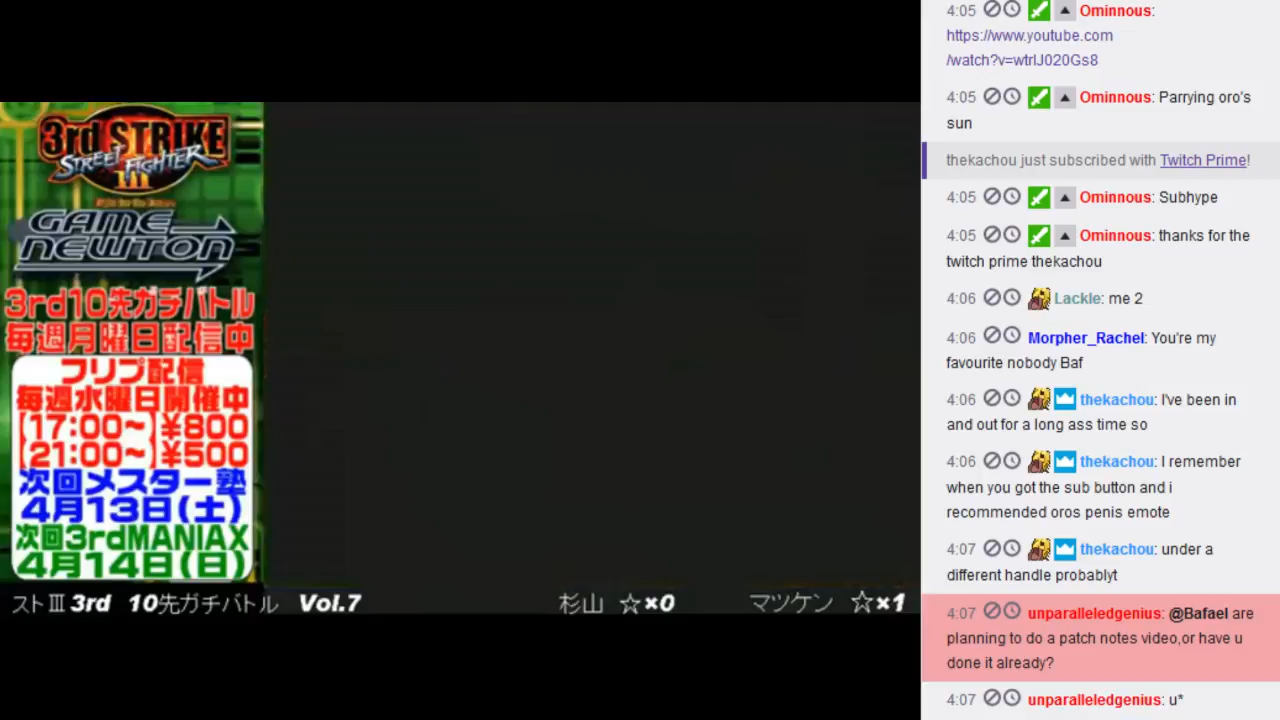 3rd STRIKE
STREET FIGHTER
III
GAME
NEWTON
3rd10先ガチバトル
毎週月曜日配信中
フリプ配信
毎週水曜日開催中
(17:00~)¥800
(21:00~)¥500
次回メスター塾
4月13日(土)
次回3rdMANIAX
4月14日(日)
ストⅢ 3rd 10先ガチバトル Vol.7
杉山 ☆×0 マツケン ☆×1
4:05 Ominnous:
https://www.youtube.com
/watch?v=wtrlJ020Gs8
4:05 Ominnous: Parrying oro's
sun
thekachou just subscribed with Twitch Prime!
4:05 Ominnous: Subhype
4:05 Ominnous: thanks for the
twitch prime thekachou
4:06 Lackle: me 2
4:06 Morpher_Rachel: You're my
favourite nobody Baf
4:06 thekachou: I've been in
and out for a long ass time so
4:06 thekachou: I remember
when you got the sub button and i
recommended oros penis emote
4:07 thekachou: under a
different handle probablyt
4:07 unparalleledgenius: @Bafael are
planning to do a patch notes video,or have u
done it already?
4:07 unparalleledgenius: u*